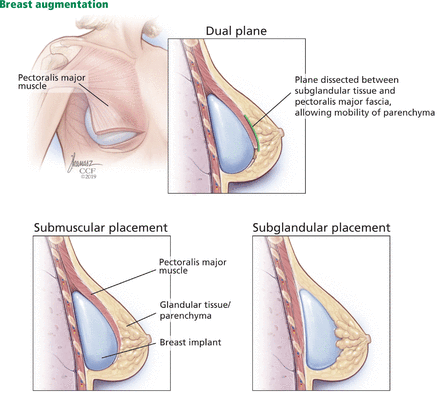 Breast augmentation
Dual plane
Pectoralis major
muscle
Plane dissected between
subglandular tissue and
pectoralis major fascia,
allowing mobility of parenchyma
CCF
©2019
Submuscular placement
Subglandular placement
Pectoralis major
muscle
Glandular tissue/
parenchyma
Breast implant